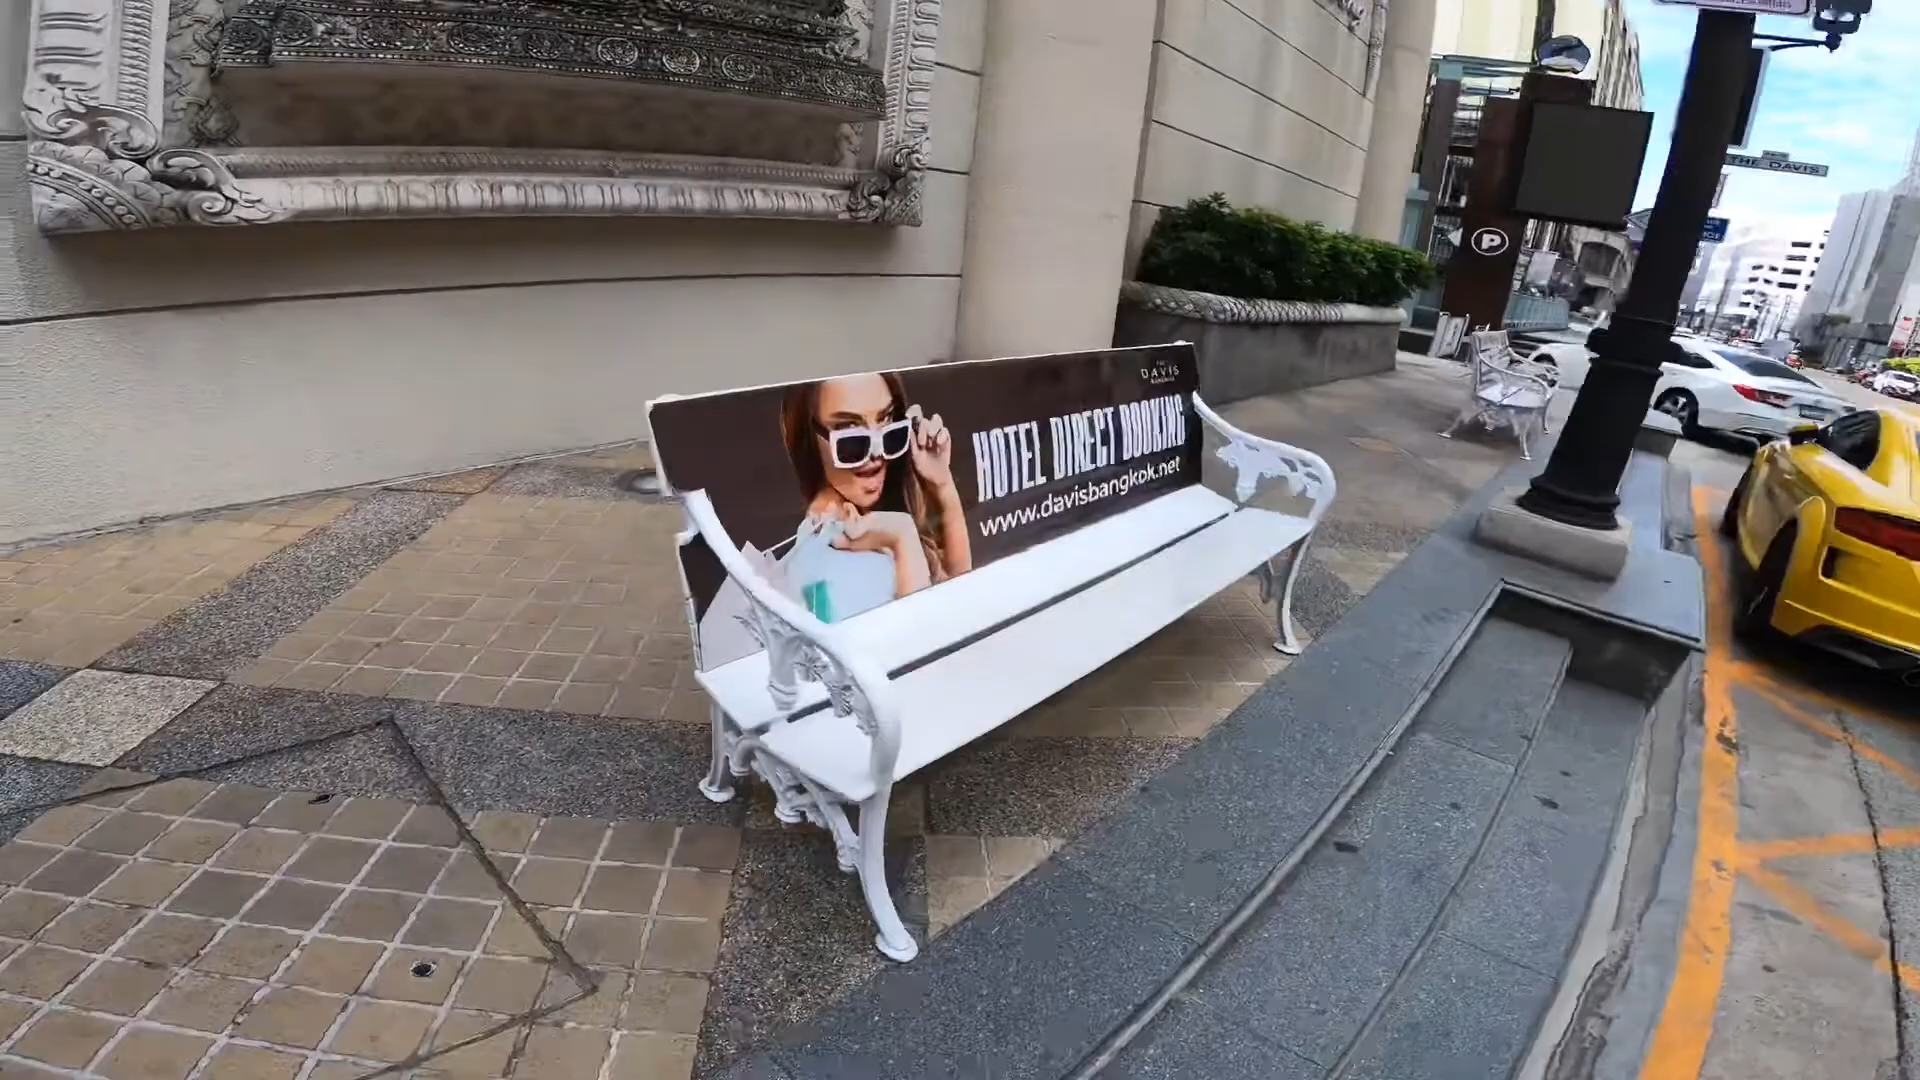 THE DAVIS
P
THE
DAVIS
BANGKOK
HOTEL DIRECT BOOKING
www.davisbangkok.net